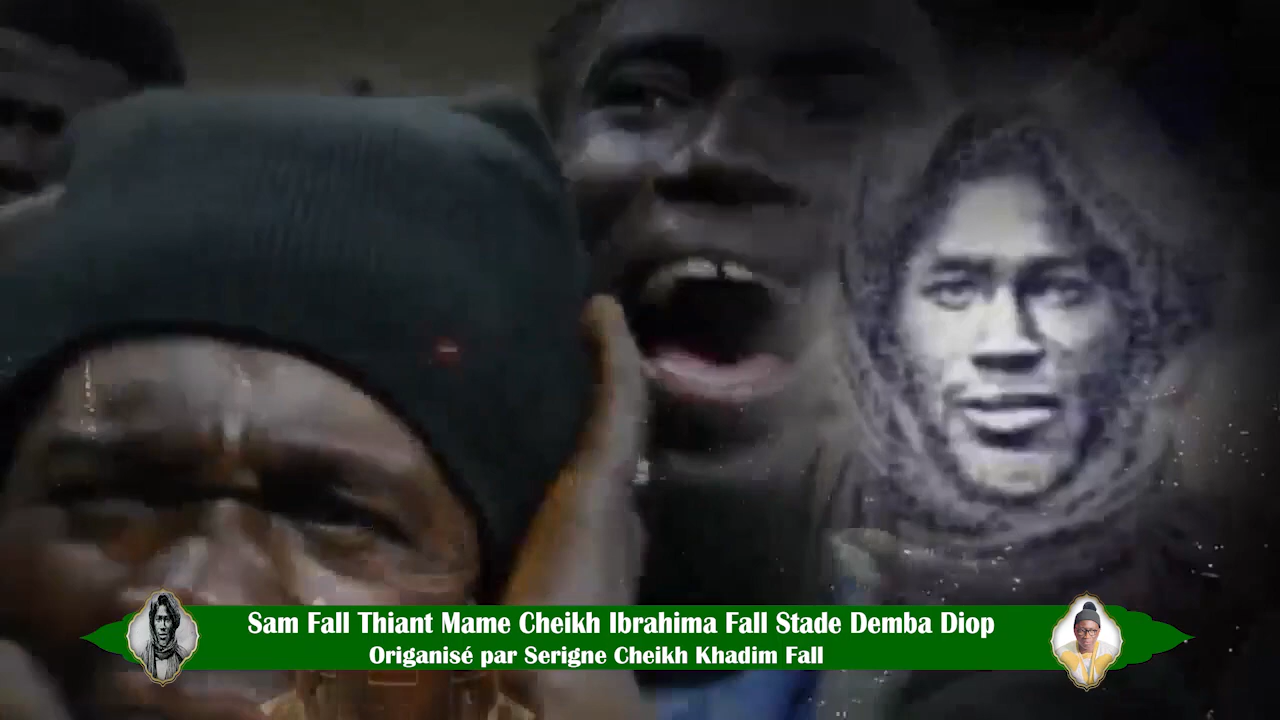 Sam Fall Thiant Mame Cheikh Ibrahima Fall Stade Demba Diop
Origanisé par Serigne Cheikh Khadim Fall